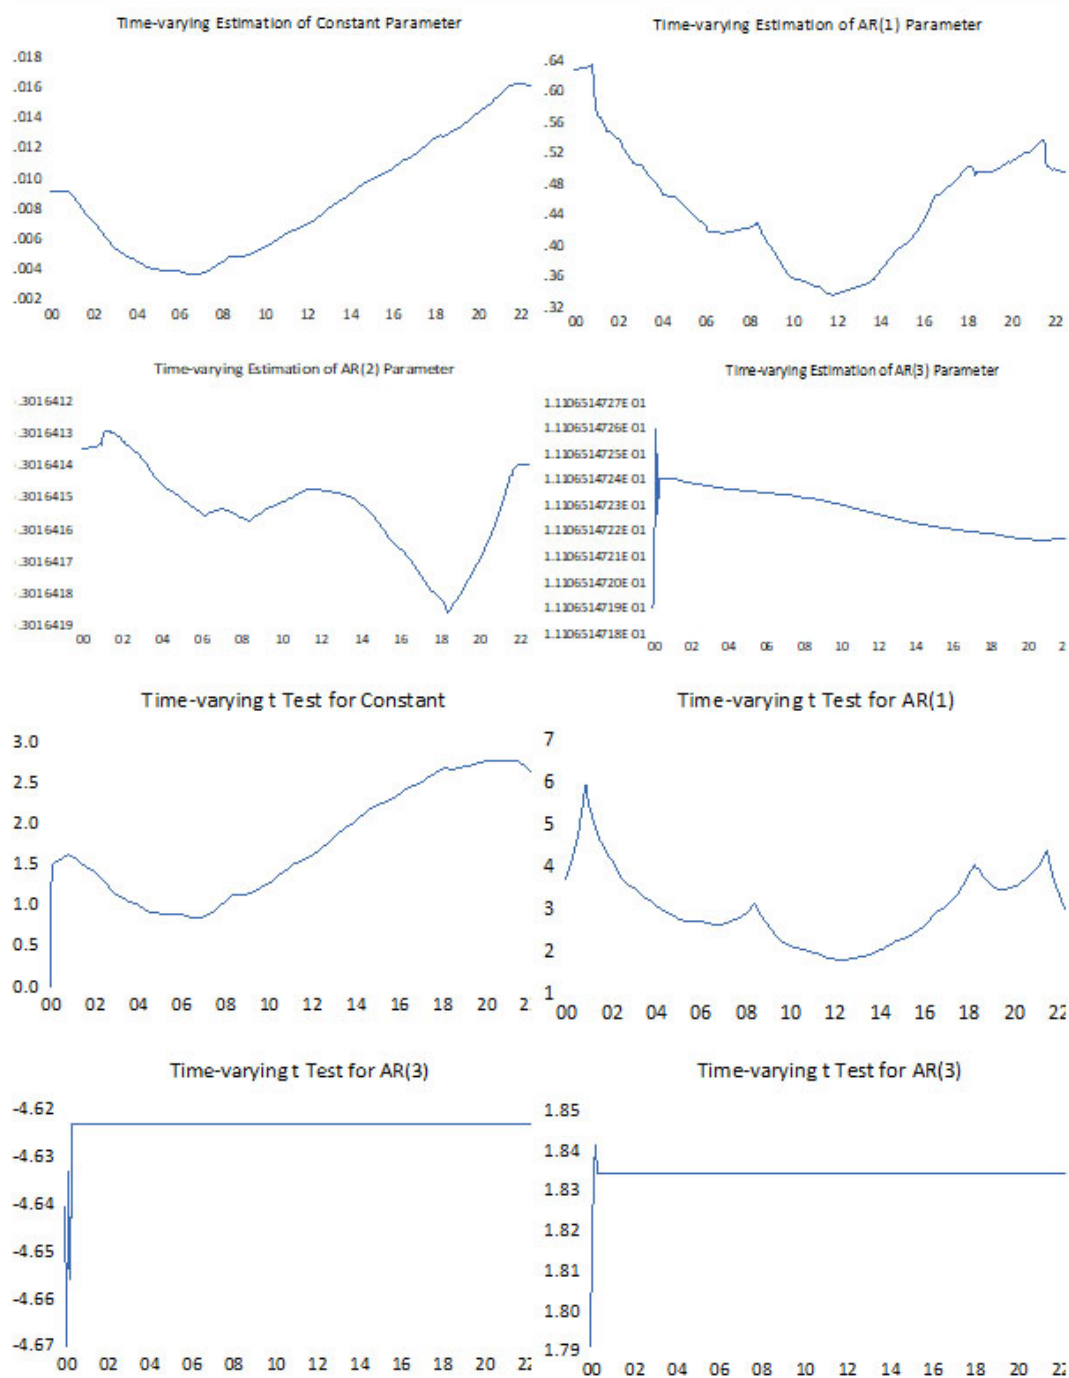 Time-varying Estimation of Constant Parameter
.018
.016
.014
.012
.010
.008
.006
.004
.002
00 02 04 06 08 10 12 14 16 18 20 22
Time-varying Estimation of AR(1) Parameter
.64
.60
.56
.52
.48
.44
.40
.36
.32
00 02 04 06 08 10 12 14 16 18 20 22
Time-varying Estimation of AR(2) Parameter
.3016412
.3016413
.3016414
.3016415
.3016416
.3016417
.3016418
.3016419
00 02 04 06 08 10 12 14 16 18 20 22
Time-varying Estimation of AR(3) Parameter
1.1106514727E 01
1.1106514726E 01
1.1106514725E 01
1.1106514724E 01
1.1106514723E 01
1.1106514722E 01
1.1106514721E 01
1.1106514720E 01
1.1106514719E 01
1.1106514718E 01
00 02 04 06 08 10 12 14 16 18 20 2
Time-varying t Test for Constant
3.0
2.5
2.0
1.5
1.0
0.5
0.0
00 02 04 06 08 10 12 14 16 18 20 2
Time-varying t Test for AR(1)
7
6
5
4
3
2
1
00 02 04 06 08 10 12 14 16 18 20 22
Time-varying t Test for AR(3)
-4.62
-4.63
-4.64
-4.65
-4.66
-4.67
00 02 04 06 08 10 12 14 16 18 20 22
Time-varying t Test for AR(3)
1.85
1.84
1.83
1.82
1.81
1.80
1.79
00 02 04 06 08 10 12 14 16 18 20 22